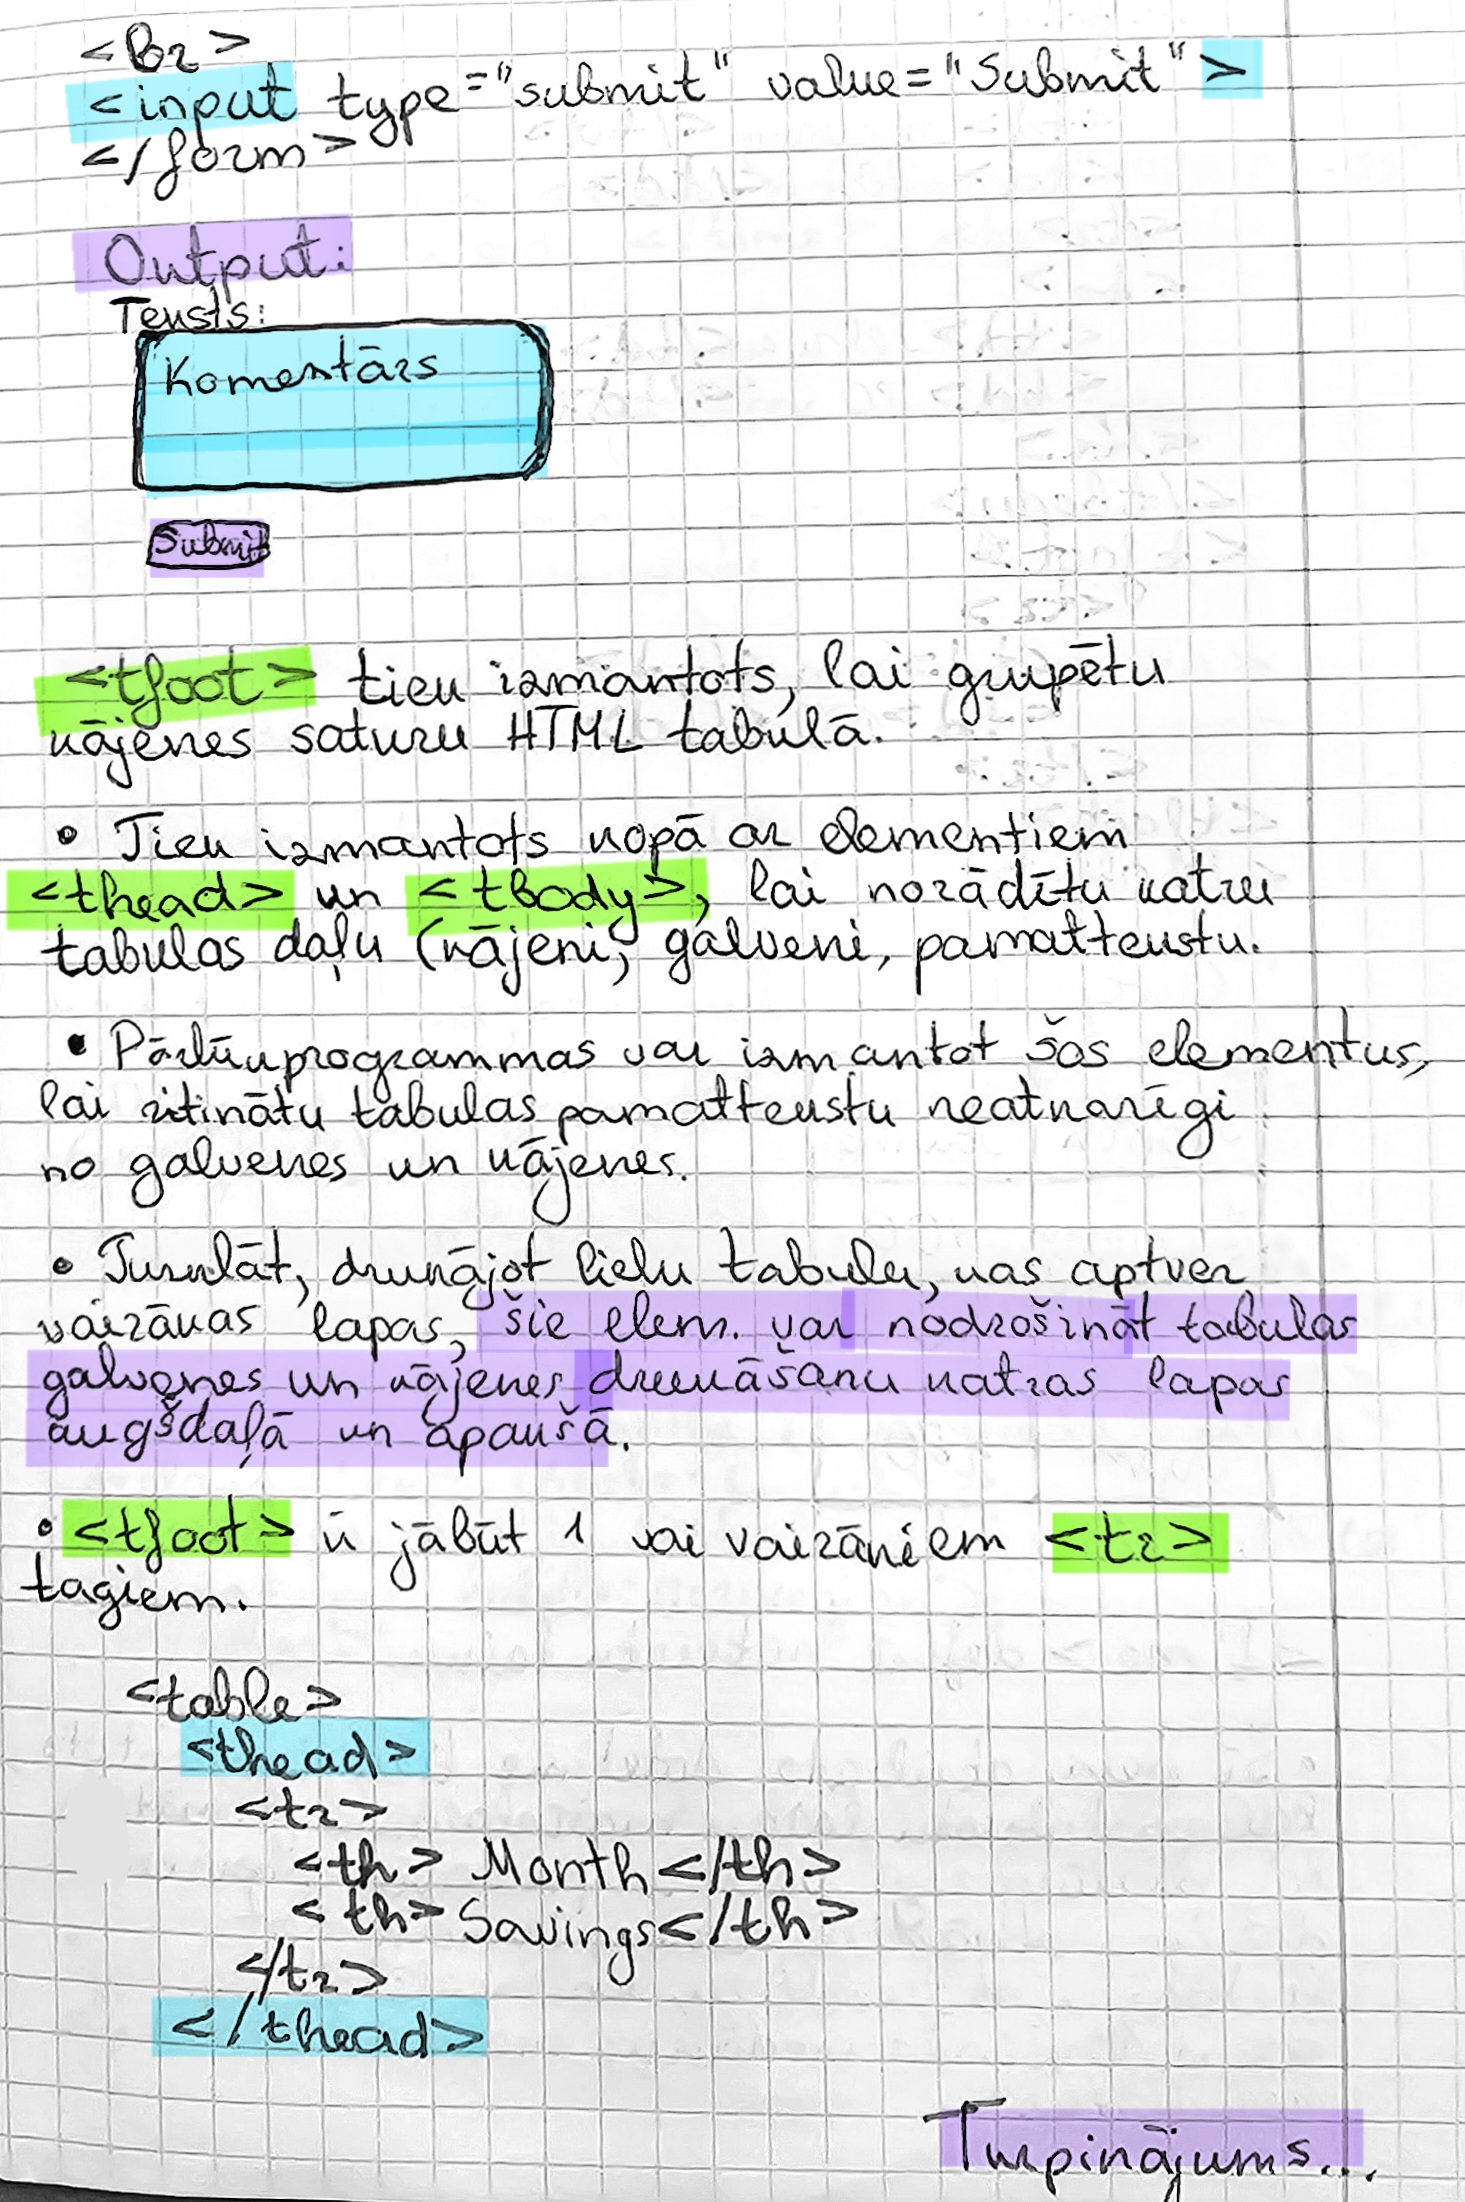 <br>
<input type="submit" value="Submit">
</form>
Output:
Teksts:
Komentārs
Submit
<tfoot> tiek izmantots, lai grupētu
kājenes saturu HTML tabulā.
• Tiek izmantots kopā ar elementiem
<thead> un <tbody>, lai norādītu katru
tabulas daļu (kājeni, galveni, pamattekstu.
• Pārlūkprogrammas var izmantot šos elementus,
lai ritinātu tabulas pamattekstu neatkarīgi
no galvenes un kājenes.
• Turklāt, drukājot lielu tabulu, kas aptver
vairākas lapas, šie elem. var nodrošināt tabulas
galvenes un kājenes drukāšanu katras lapas
augšdaļā un apakšā.
• <tfoot> ir jābūt 1 vai vairākiem <tr>
tagiem.
<table>
<thead>
<tr>
<th> Month </th>
<th> Savings </th>
</tr>
</thead>
Turpinājums...